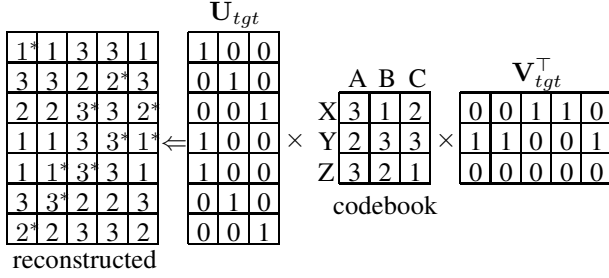 U_tgt
A B C V_tgt^⊤
1* 1 3 3 1 1 0 0
3 3 2 2* 3 0 1 0
2 2 3* 3 2* 0 0 1 X 3 1 2 0 0 1 1 0
1 1 3 3* 1* ⇐ 1 0 0 × Y 2 3 3 × 1 1 0 0 1
1 1* 3* 3 1 1 0 0 Z 3 2 1 0 0 0 0 0
3 3* 2 2 3 0 1 0 codebook
2* 2 3 3 2 0 0 1
reconstructed